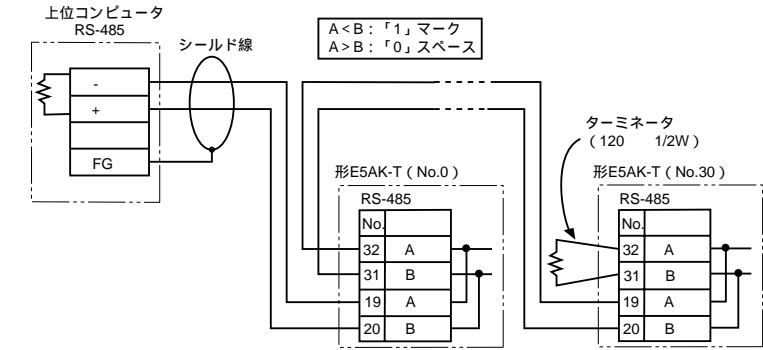 上位コンピュータ
RS-485
シールド線
A<B：「1」マーク
A>B：「0」スペース
-
+
FG
ターミネータ
（120　1/2W）
形E5AK-T（No.0）
RS-485
No.
32 A
31 B
19 A
20 B
形E5AK-T（No.30）
RS-485
No.
32 A
31 B
19 A
20 B